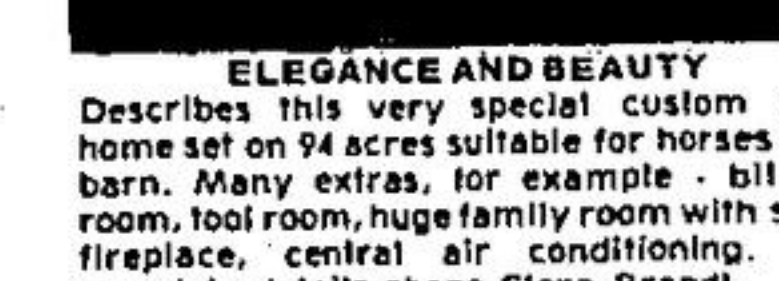 ELEGANCE AND BEAUTY
Describes this very special custom
home set on 94 acres suitable for horses
barn. Many extras, for example -
room, tool room, huge family room with
fireplace, central air conditioning.